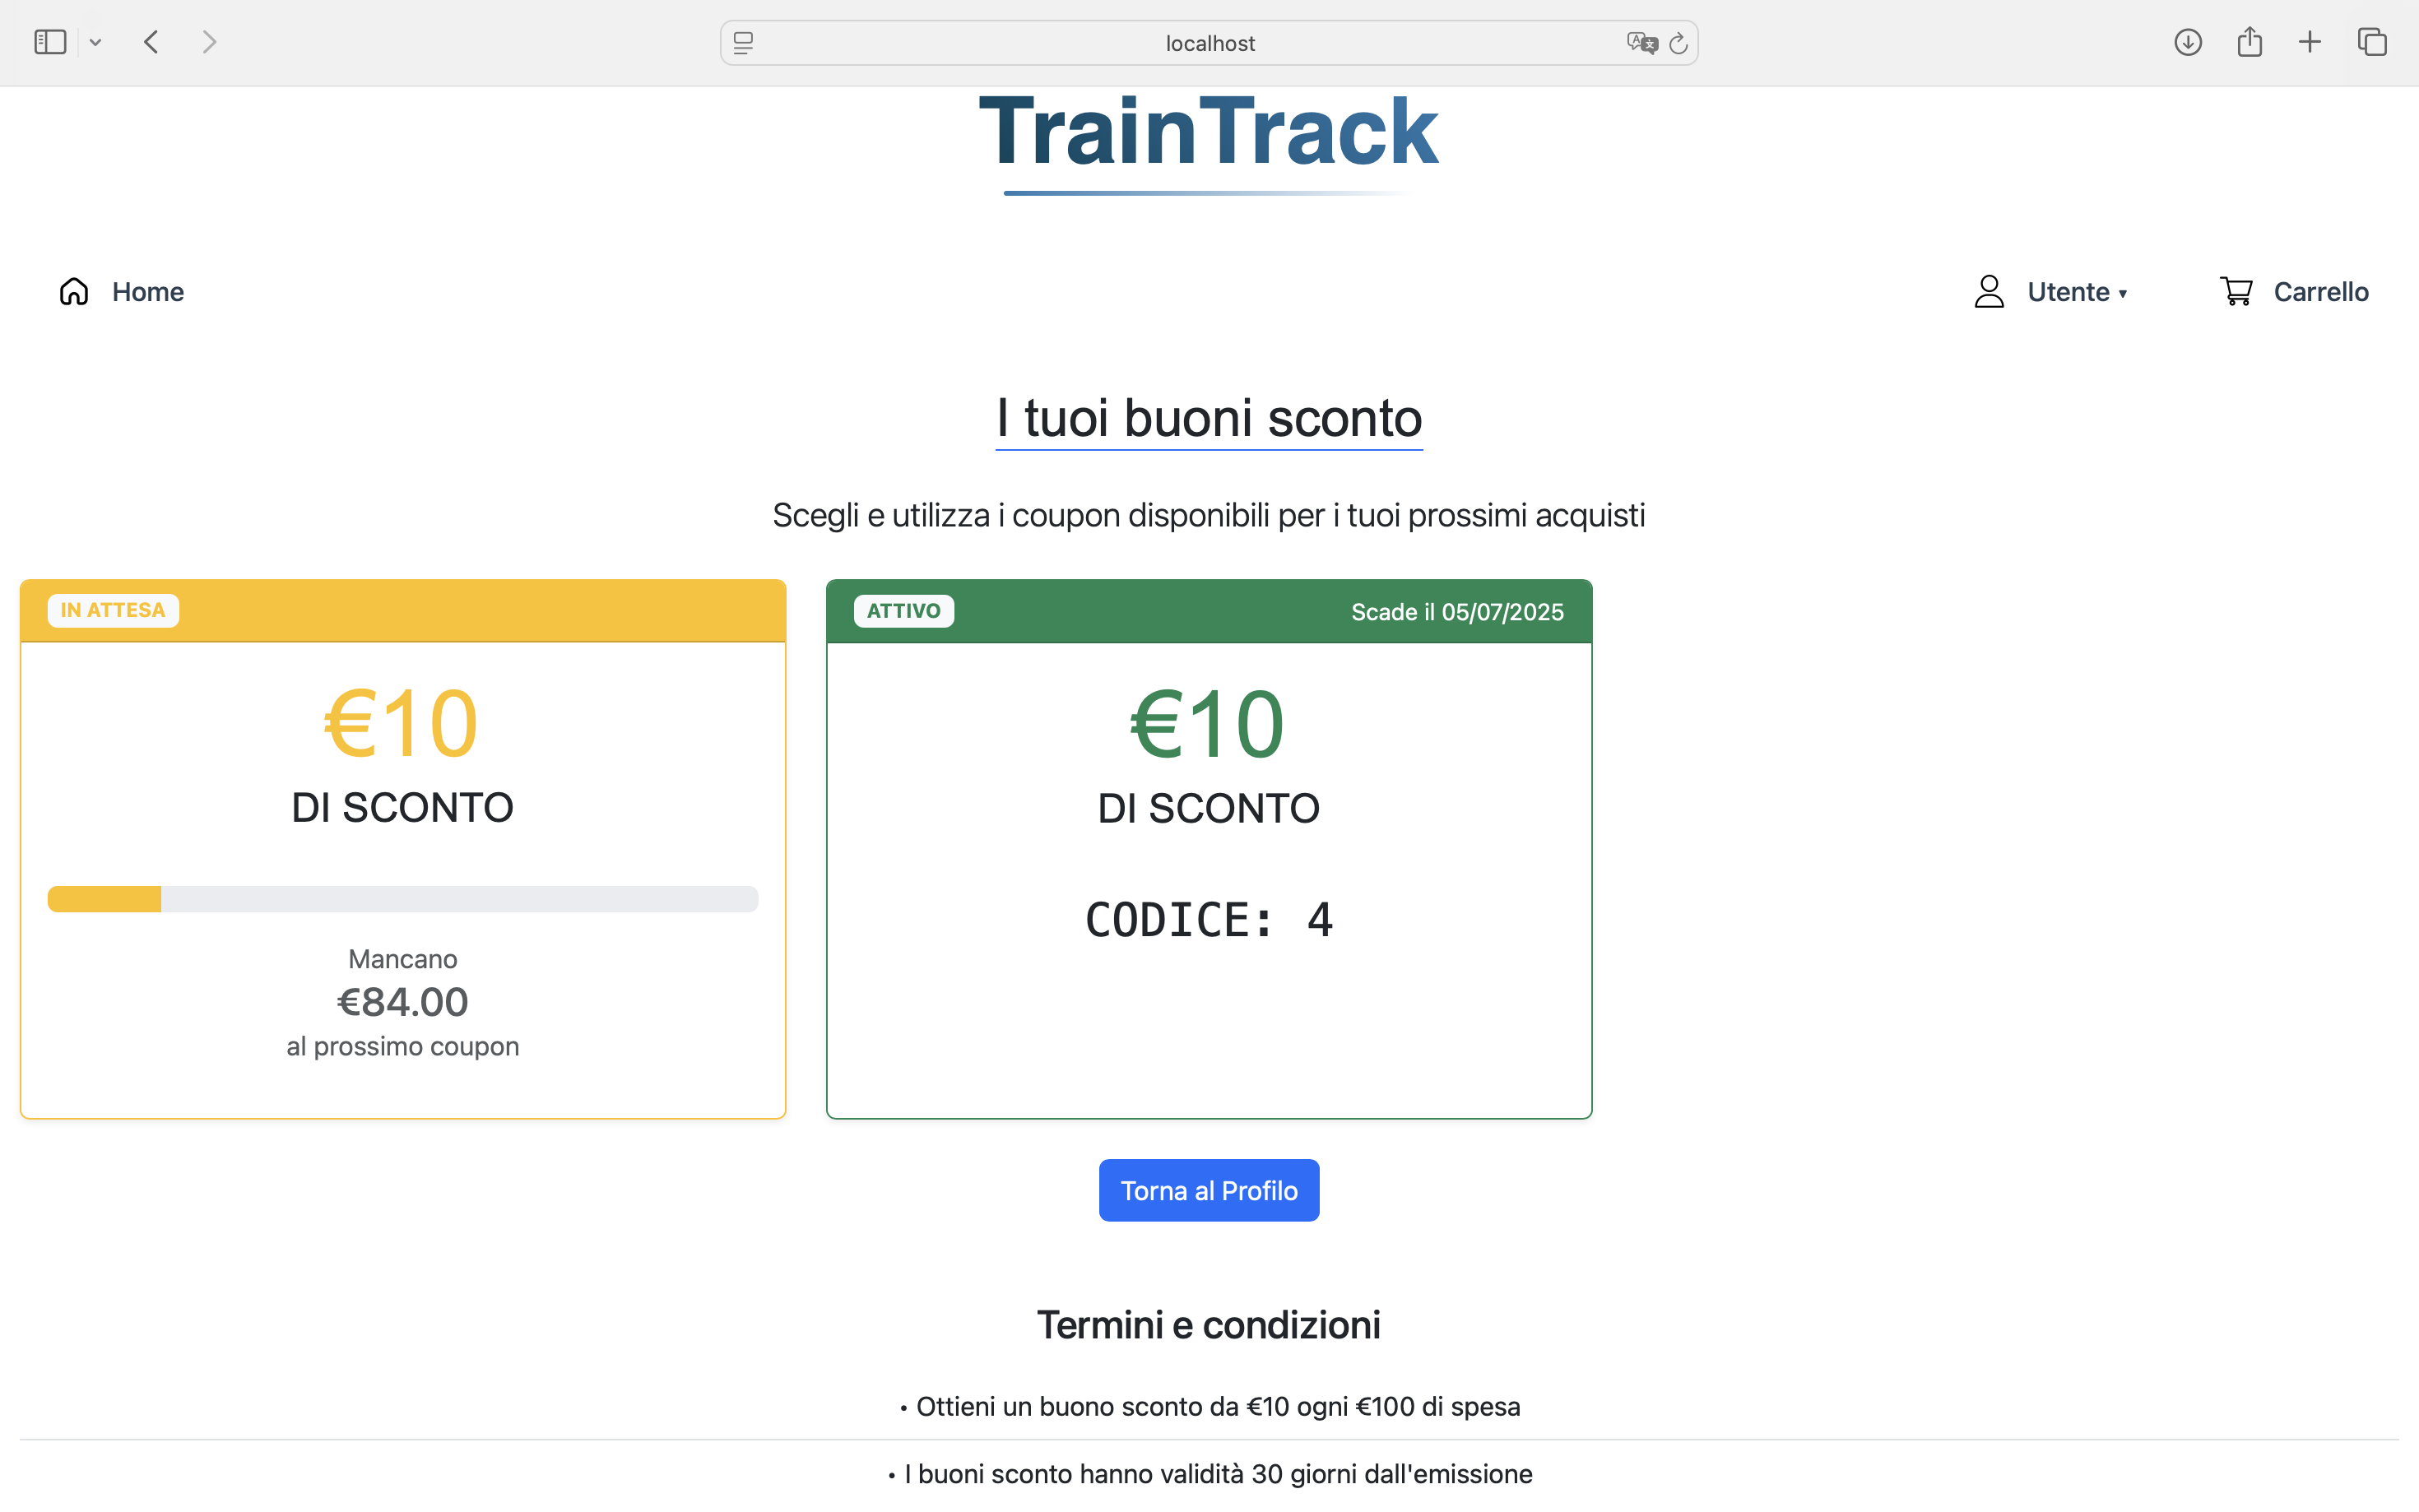 localhost
TrainTrack
Home
Utente ▾
Carrello
I tuoi buoni sconto
Scegli e utilizza i coupon disponibili per i tuoi prossimi acquisti
IN ATTESA
€10
DI SCONTO
Mancano
€84.00
al prossimo coupon
ATTIVO
Scade il 05/07/2025
€10
DI SCONTO
CODICE: 4
Torna al Profilo
Termini e condizioni
• Ottieni un buono sconto da €10 ogni €100 di spesa
• I buoni sconto hanno validità 30 giorni dall'emissione